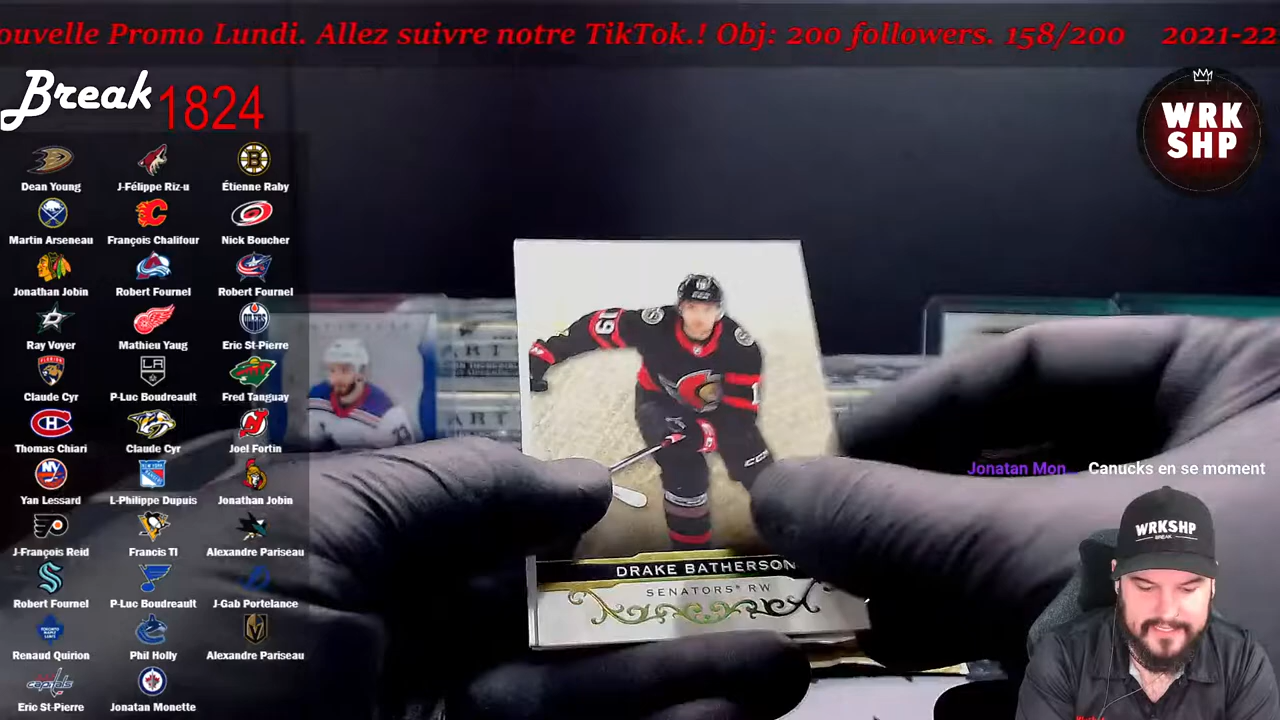 ouvelle Promo Lundi. Allez suivre notre TikTok.! Obj: 200 followers. 158/200 2021-22
Break 1824
WRK
SHP
Dean Young J-Félippe Riz-u Étienne Raby
Martin Arseneau François Chalifour Nick Boucher
Jonathan Jobin Robert Fournel Robert Fournel
Ray Voyer Mathieu Yaug Eric St-Pierre
Claude Cyr P-Luc Boudreault Fred Tanguay
Thomas Chiari Claude Cyr Joel Fortin
Yan Lessard L-Philippe Dupuis Jonathan Jobin
J-François Reid Francis Tl Alexandre Pariseau
Robert Fournel P-Luc Boudreault J-Gab Portelance
Renaud Quirion Phil Holly Alexandre Pariseau
Eric St-Pierre Jonatan Monette
19
DRAKE BATHERSON
SENATORS RW
Jonatan Mon... Canucks en se moment
WRKSHP
BREAK